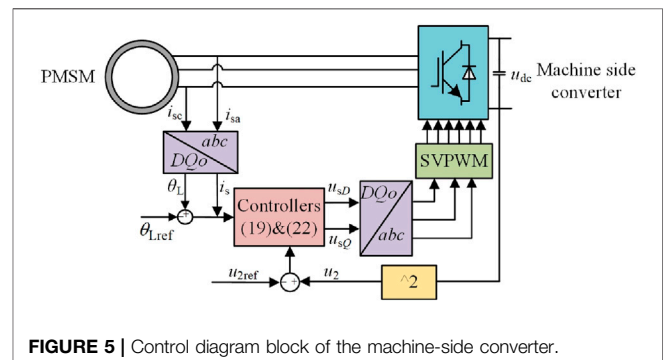 PMSM
u_dc
Machine side
converter
i_sc
i_sa
abc
DQo
SVPWM
θ_L
i_s
u_sD
DQo
- +
Controllers
(19)&(22)
θ_Lref
u_sQ
abc
u_2ref
- +
u_2
^2
FIGURE 5 | Control diagram block of the machine-side converter.